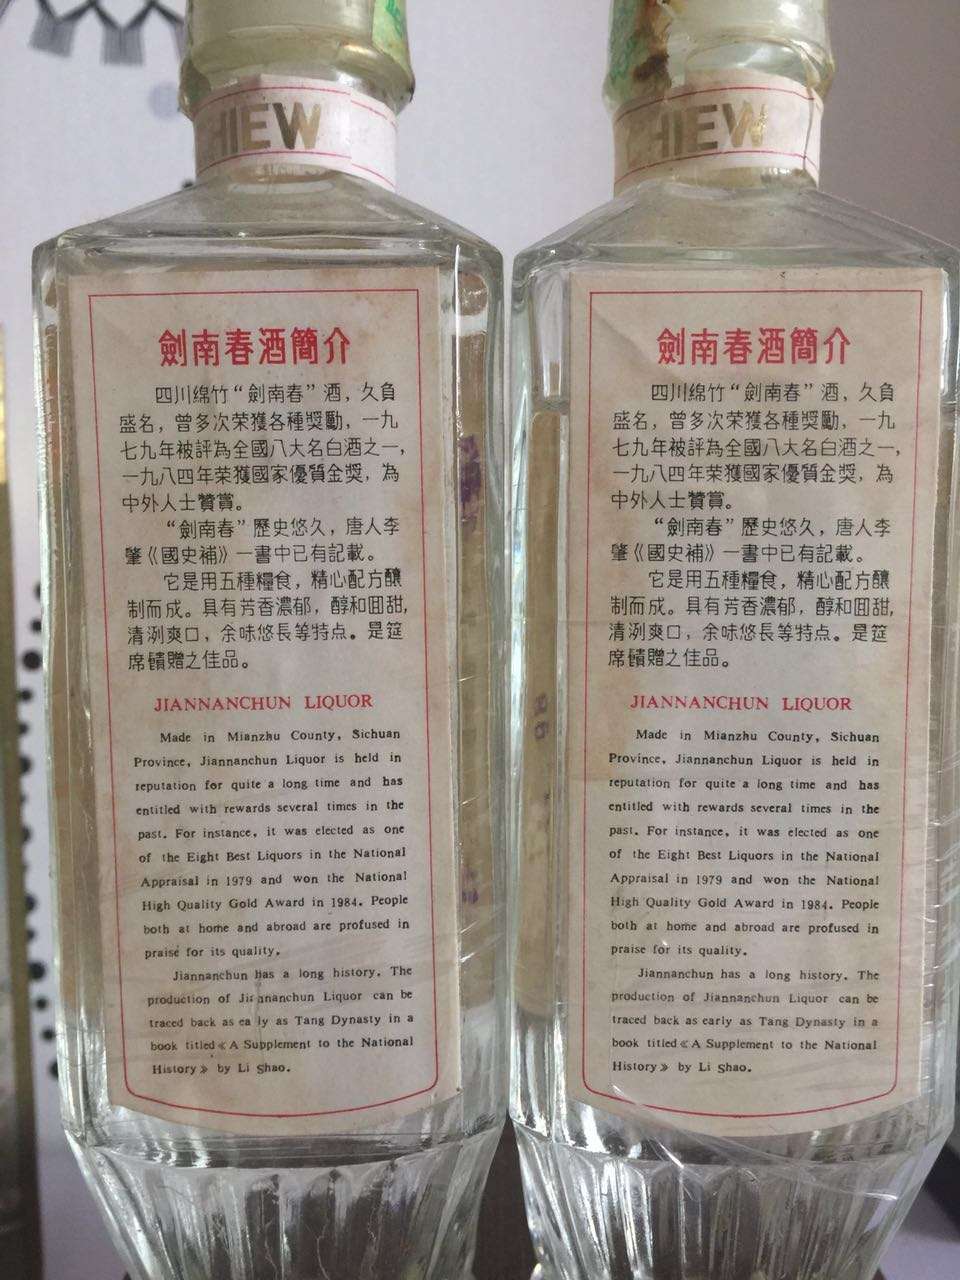 CHIEW
劍南春酒簡介
四川绵竹“劍南春”酒，久負
盛名，曾多次荣獲各種獎勵，一九
七九年被評為全國八大名白酒之一，
一九八四年荣獲國家優質金獎，為
中外人士贊賞。
“劍南春”歷史悠久，唐人李
肇《國史補》一書中已有記載。
它是用五種糧食，精心配方釀
制而成。具有芳香濃郁，醇和囬甜，
清洌爽口，余味悠長等特点。是筵
席饋贈之佳品。
JIANNANCHUN LIQUOR
Made in Mianzhu County, Sichuan
Province, Jiannanchun Liquor is held in
reputation for quite a long time and has
entitled with rewards several times in the
past. For instance, it was elected as one
of the Eight Best Liquors in the National
Appraisal in 1979 and won the National
High Quality Gold Award in 1984. People
both at home and abroad are profused in
praise for its quality.
Jiannanchun has a long history. The
production of Jiannanchun Liquor can be
traced back as early as Tang Dynasty in a
book titled《A Supplement to the National
History》by Li Shao.
CHIEW
劍南春酒簡介
四川绵竹“劍南春”酒，久負
盛名，曾多次荣獲各種獎勵，一九
七九年被評為全國八大名白酒之一，
一九八四年荣獲國家優質金獎，為
中外人士贊賞。
“劍南春”歷史悠久，唐人李
肇《國史補》一書中已有記載。
它是用五種糧食，精心配方釀
制而成。具有芳香濃郁，醇和囬甜，
清洌爽口，余味悠長等特点。是筵
席饋贈之佳品。
JIANNANCHUN LIQUOR
Made in Mianzhu County, Sichuan
Province, Jiannanchun Liquor is held in
reputation for quite a long time and has
entitled with rewards several times in the
past. For instance, it was elected as one
of the Eight Best Liquors in the National
Appraisal in 1979 and won the National
High Quality Gold Award in 1984. People
both at home and abroad are profused in
praise for its quality.
Jiannanchun has a long history. The
production of Jiannanchun Liquor can be
traced back as early as Tang Dynasty in a
book titled《A Supplement to the National
History》by Li Shao.